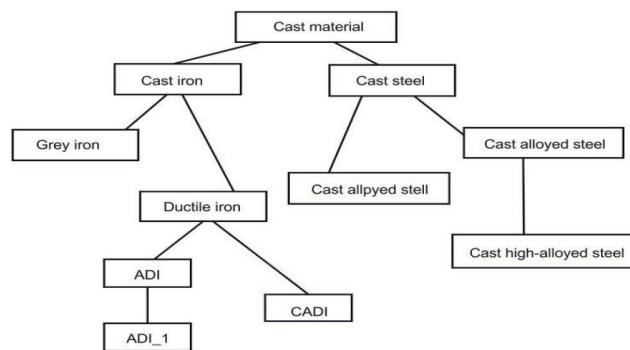 Cast material
Cast iron
Cast steel
Grey iron
Cast alloyed steel
Cast allpyed stell
Ductile iron
Cast high-alloyed steel
ADI
CADI
ADI_1